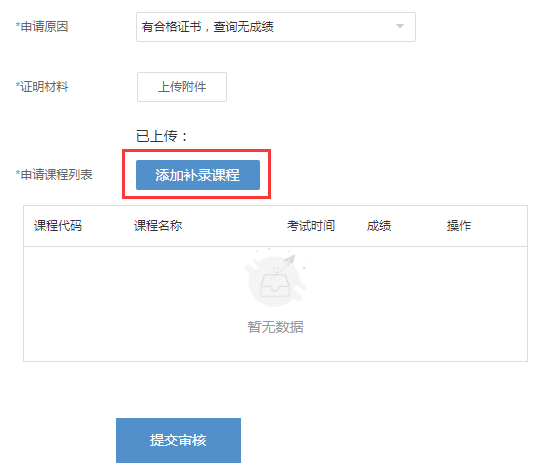 *申请原因 有合格证书，查询无成绩
*证明材料 上传附件
已上传：
*申请课程列表 添加补录课程
课程代码 课程名称 考试时间 成绩 操作
暂无数据
提交审核